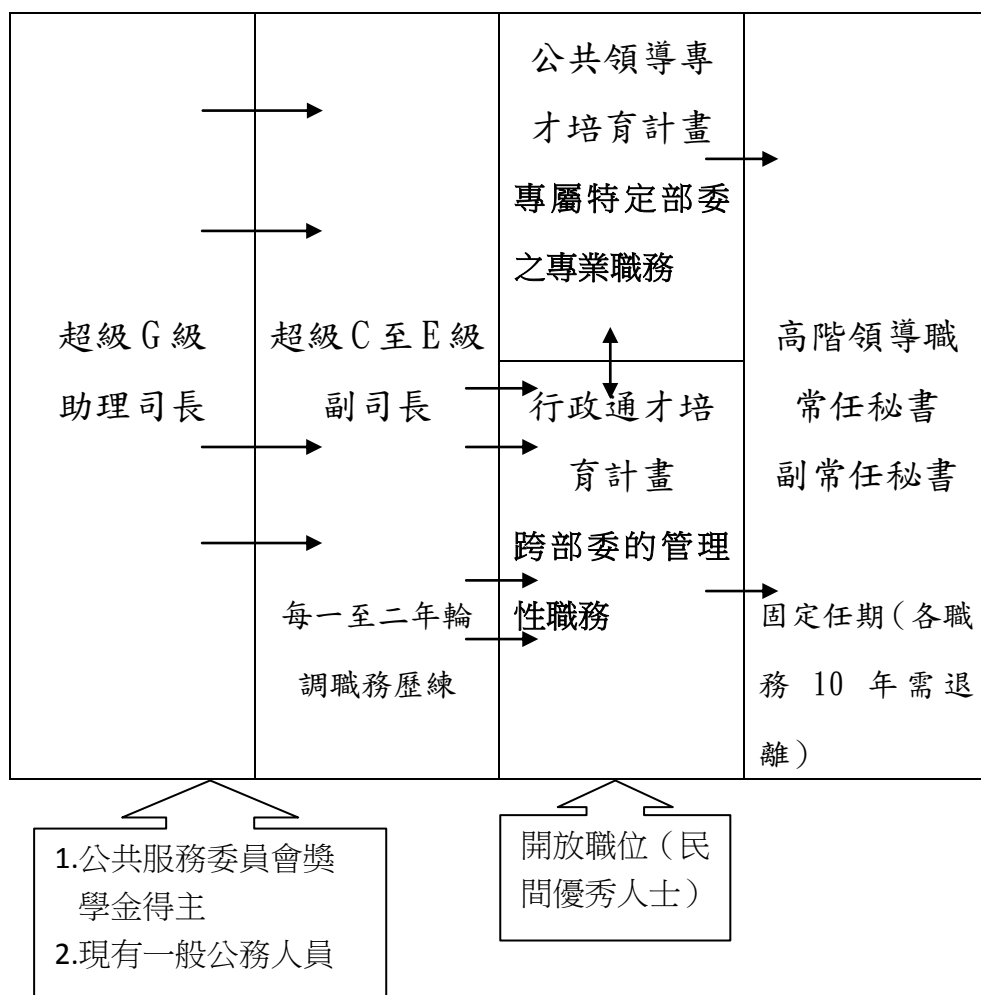 超級G級
助理司長
超級C至E級
副司長
每一至二年輪
調職務歷練
公共領導專
才培育計畫
專屬特定部委
之專業職務
行政通才培
育計畫
跨部委的管理
性職務
高階領導職
常任秘書
副常任秘書
固定任期（各職
務 10 年需退
離）
1.公共服務委員會獎
學金得主
2.現有一般公務人員
開放職位（民
間優秀人士）